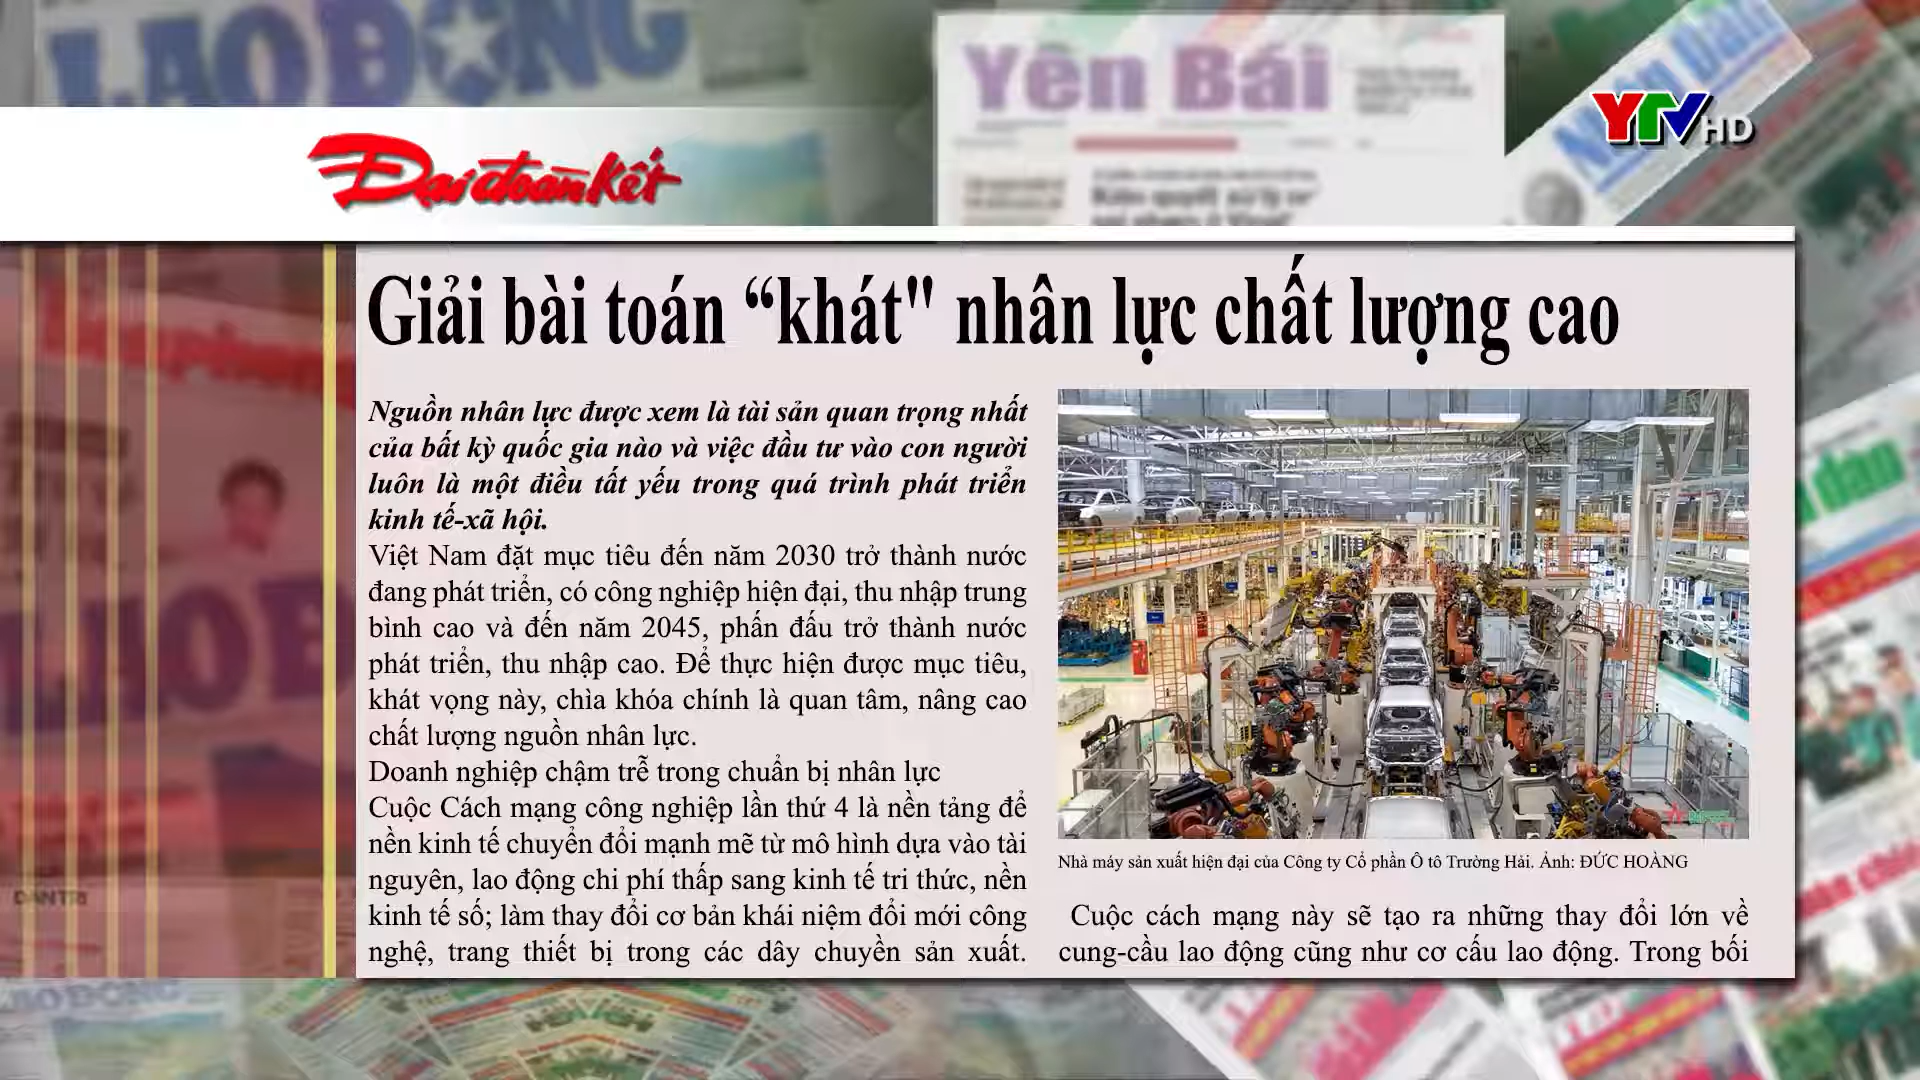 LAO ĐỘNG
Yên Bái
Nhân Dân
YTV HD
Đại đoàn kết
Giải bài toán “khát" nhân lực chất lượng cao
Nguồn nhân lực được xem là tài sản quan trọng nhất
của bất kỳ quốc gia nào và việc đầu tư vào con người
luôn là một điều tất yếu trong quá trình phát triển
kinh tế-xã hội.
Việt Nam đặt mục tiêu đến năm 2030 trở thành nước
đang phát triển, có công nghiệp hiện đại, thu nhập trung
bình cao và đến năm 2045, phấn đấu trở thành nước
phát triển, thu nhập cao. Để thực hiện được mục tiêu,
khát vọng này, chìa khóa chính là quan tâm, nâng cao
chất lượng nguồn nhân lực.
Doanh nghiệp chậm trễ trong chuẩn bị nhân lực
Cuộc Cách mạng công nghiệp lần thứ 4 là nền tảng để
nền kinh tế chuyển đổi mạnh mẽ từ mô hình dựa vào tài
nguyên, lao động chi phí thấp sang kinh tế tri thức, nền
kinh tế số; làm thay đổi cơ bản khái niệm đổi mới công
nghệ, trang thiết bị trong các dây chuyền sản xuất.
Nhà máy sản xuất hiện đại của Công ty Cổ phần Ô tô Trường Hải. Ảnh: ĐỨC HOÀNG
Cuộc cách mạng này sẽ tạo ra những thay đổi lớn về
cung-cầu lao động cũng như cơ cấu lao động. Trong bối
DÂN TRÍ
LAO ĐỘNG